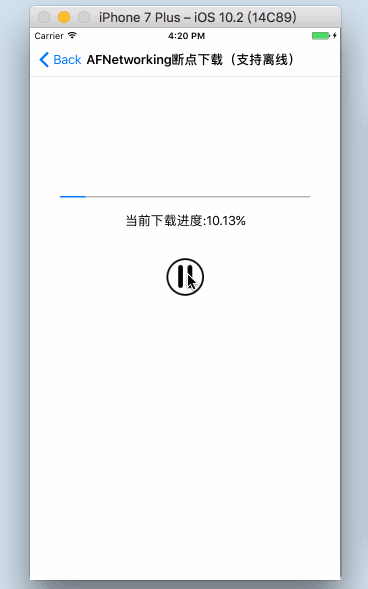 iPhone 7 Plus – iOS 10.2 (14C89)
Carrier 4:20 PM
Back AFNetworking断点下载（支持离线）
当前下载进度:10.13%